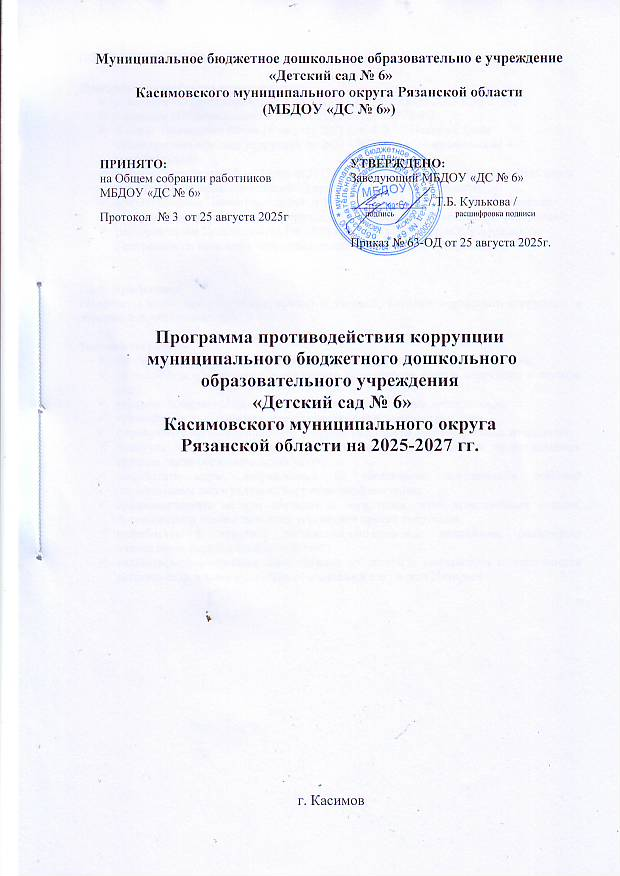 Муниципальное бюджетное дошкольное образовательно е учреждение
«Детский сад № 6»
Касимовского муниципального округа Рязанской области
(МБДОУ «ДС № 6»)
ПРИНЯТО:
на Общем собрании работников
МБДОУ «ДС № 6»
Протокол № 3 от 25 августа 2025г
УТВЕРЖДЕНО:
Заведующий МБДОУ «ДС № 6»
/Т.Б. Кулькова /
подпись расшифровка подписи
Приказ № 63-ОД от 25 августа 2025г.
МБДОУ
Программа противодействия коррупции
муниципального бюджетного дошкольного
образовательного учреждения
«Детский сад № 6»
Касимовского муниципального округа
Рязанской области на 2025-2027 гг.
г. Касимов